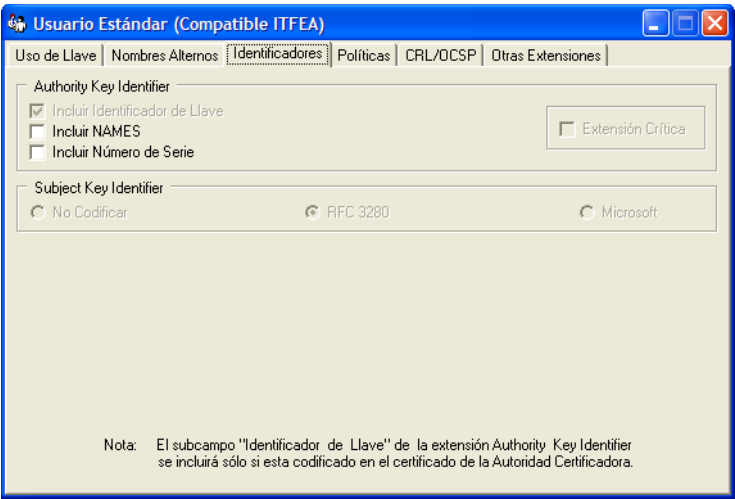 Usuario Estándar (Compatible ITFEA)
Uso de Llave Nombres Alternos Identificadores Políticas CRL/OCSP Otras Extensiones
Authority Key Identifier
Incluir Identificador de Llave
Incluir NAMES
Incluir Número de Serie
Extensión Crítica
Subject Key Identifier
No Codificar RFC 3280 Microsoft
Nota: El subcampo "Identificador de Llave" de la extensión Authority Key Identifier
se incluirá sólo si esta codificado en el certificado de la Autoridad Certificadora.